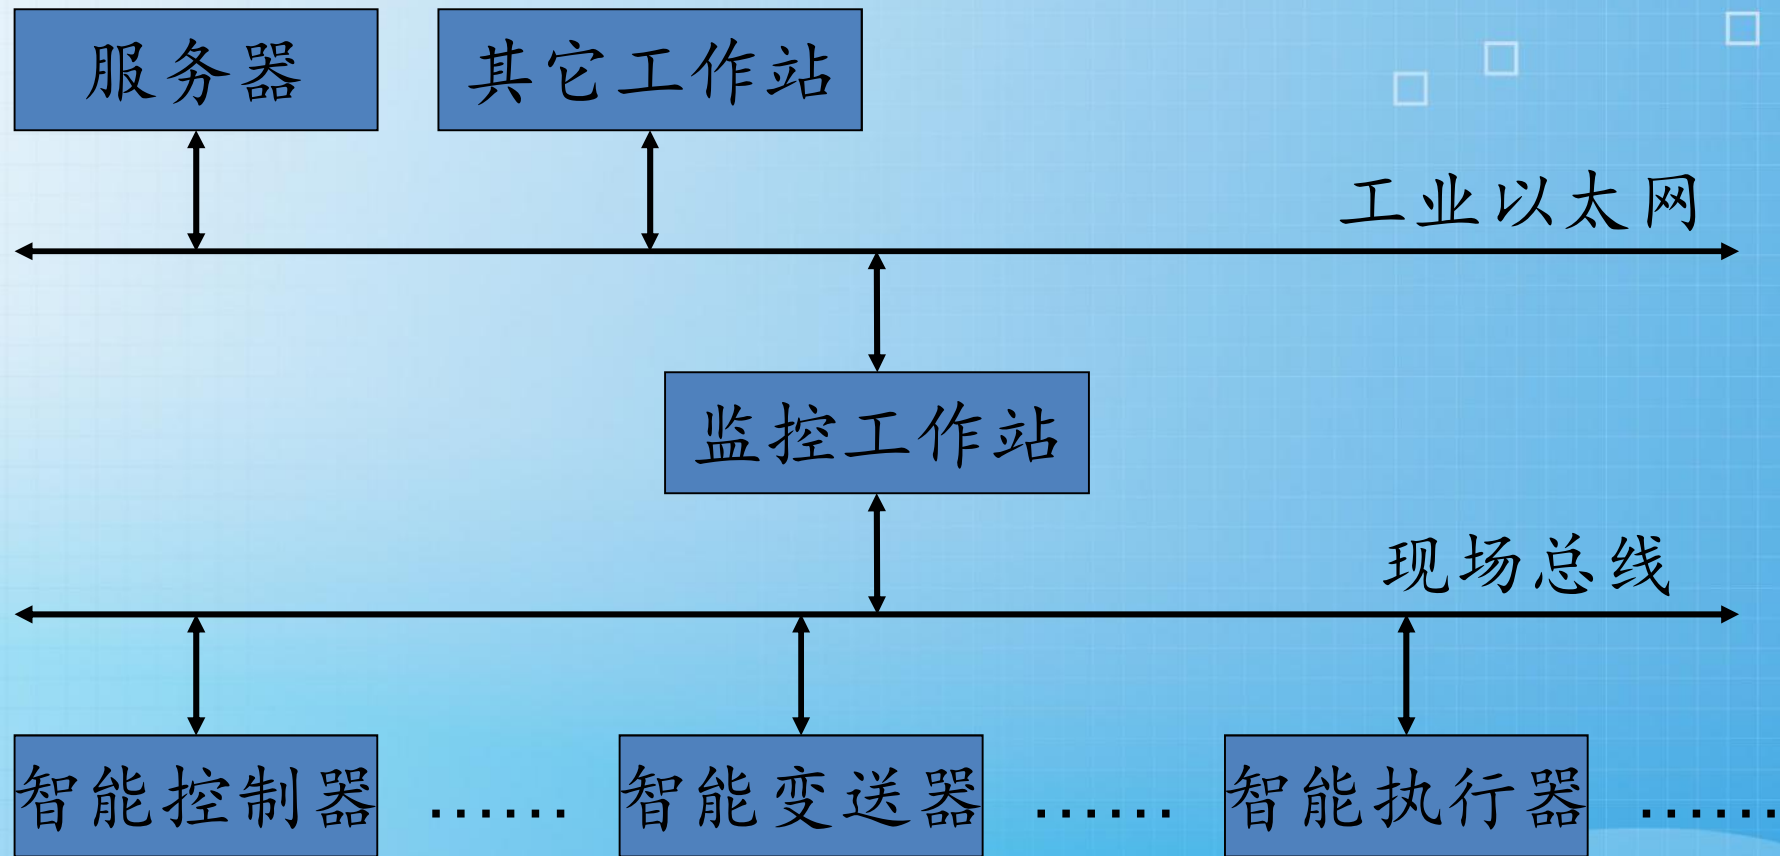 服务器
其它工作站
工业以太网
监控工作站
现场总线
智能控制器 …… 智能变送器 …… 智能执行器 ……